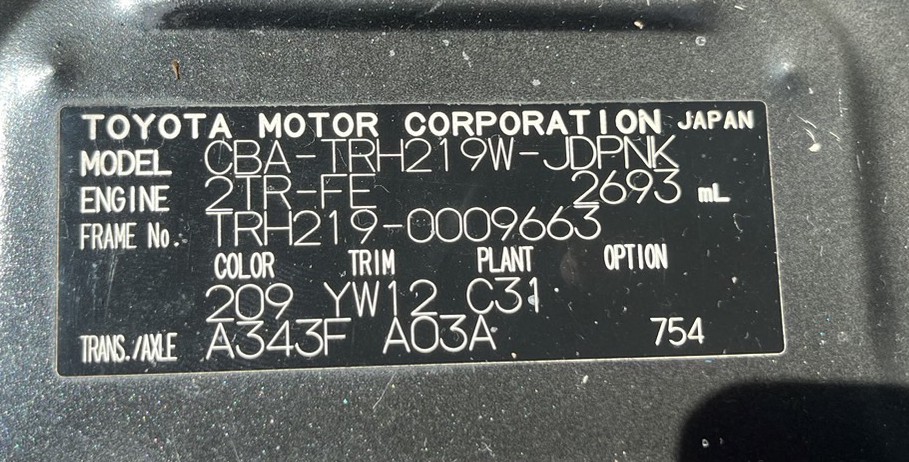 TOYOTA MOTOR CORPORATION JAPAN
MODEL CBA-TRH219W-JDPNK
ENGINE 2TR-FE 2693 mL
FRAME No. TRH219-0009663
COLOR TRIM PLANT OPTION
209 YW12 C31
TRANS./AXLE A343F A03A 754